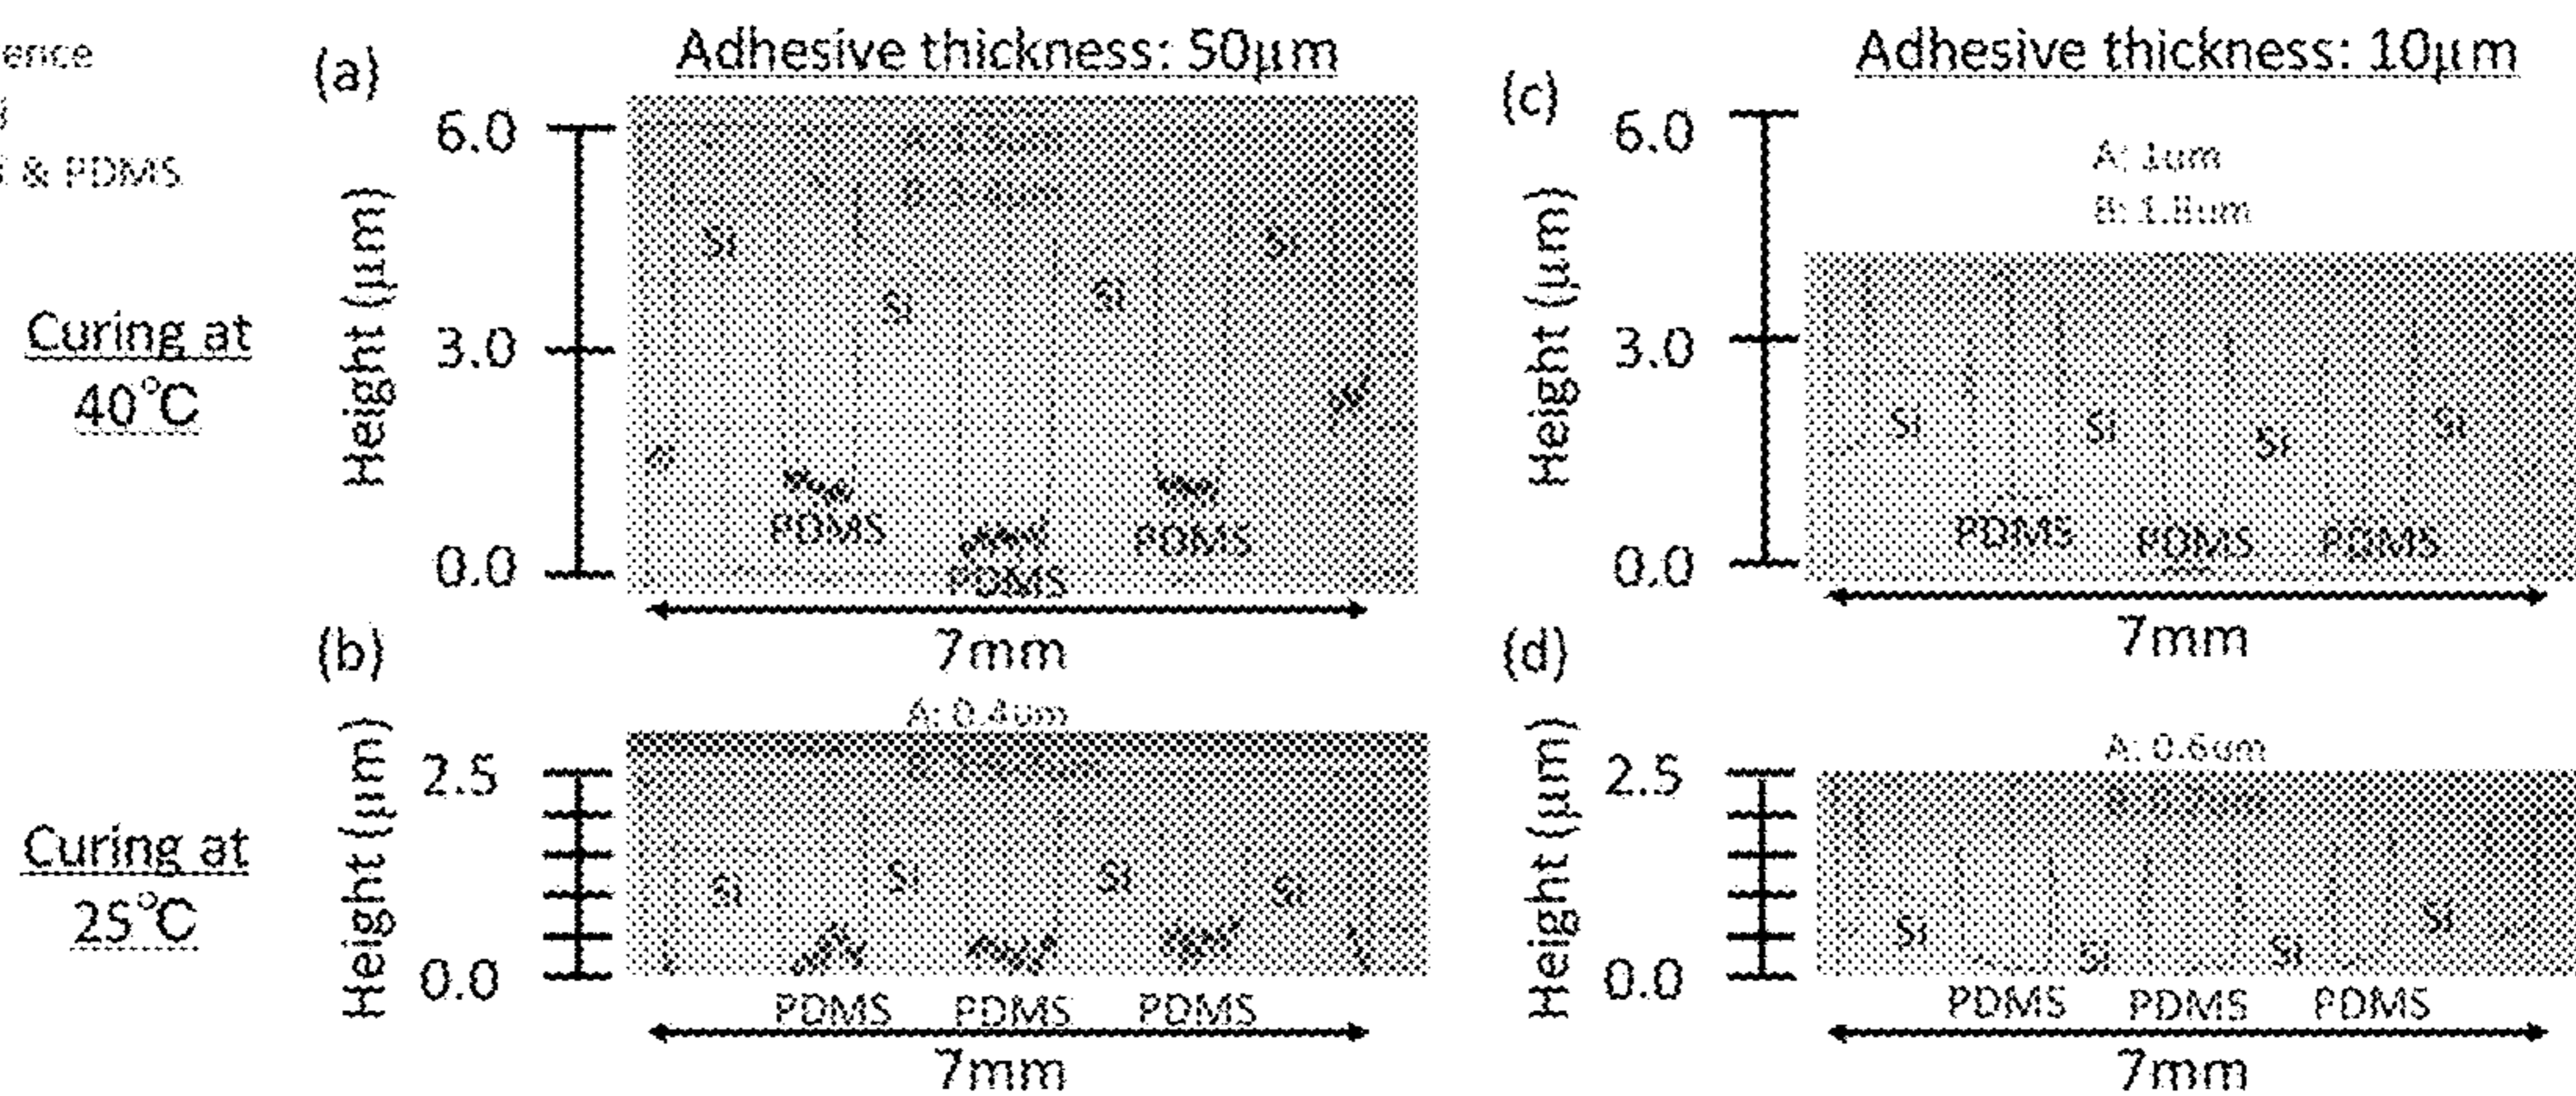 ence
& PDMS
Adhesive thickness: 50µm
Adhesive thickness: 10µm
Curing at
40°C
(a)
Height (µm)
6.0
3.0
0.0
Si
Si
Si
Si
PDMS
PDMS
PDMS
7mm
(c)
Height (µm)
6.0
3.0
0.0
A: 1um
B: 1.8um
Si
Si
Si
Si
PDMS
PDMS
PDMS
7mm
Curing at
25°C
(b)
Height (µm)
2.5
0.0
A: 0.4um
Si
Si
Si
Si
PDMS
PDMS
PDMS
7mm
(d)
Height (µm)
2.5
0.0
A: 0.6um
Si
Si
Si
Si
PDMS
PDMS
PDMS
7mm